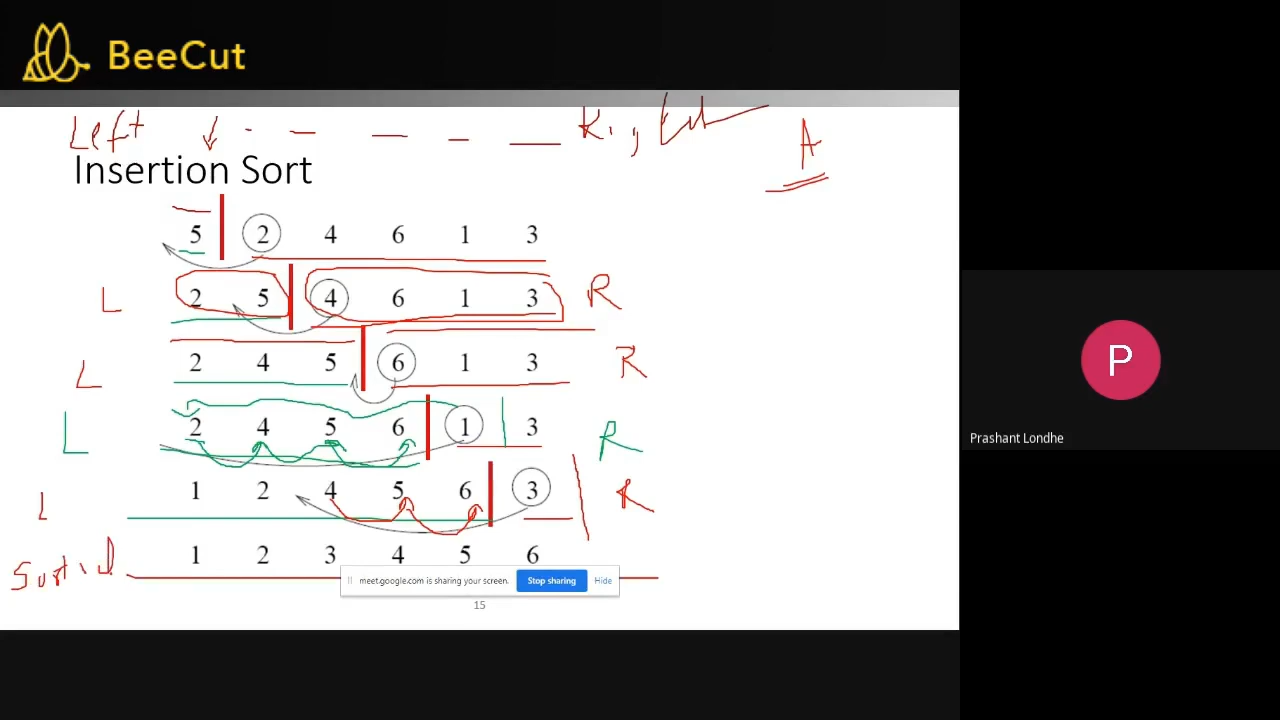 BeeCut
Left
A
Insertion Sort
5 2 4 6 1 3
L 2 5 4 6 1 3 R
L 2 4 5 6 1 3 R
L 2 4 5 6 1 3 R
L 1 2 4 5 6 3 R
Sorted 1 2 3 4 5 6
meet.google.com is sharing your screen. Stop sharing Hide
15
P
Prashant Londhe